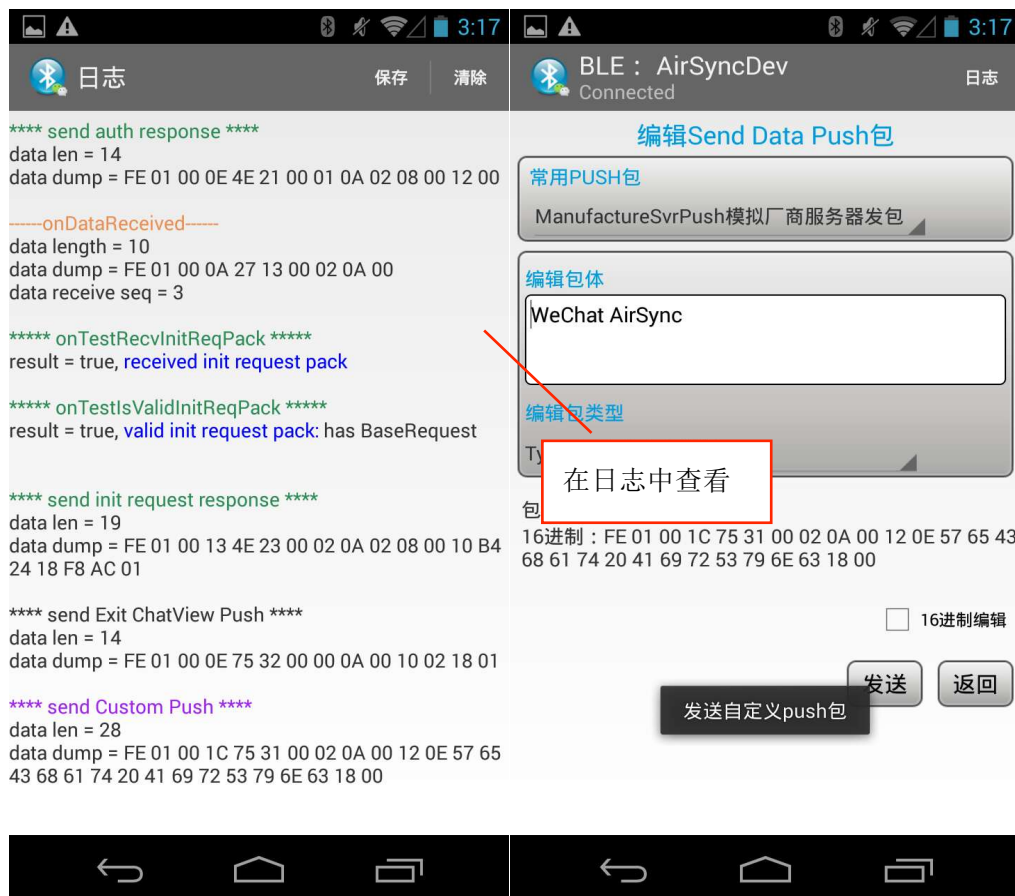 3:17
日志
保存
清除
**** send auth response ****
data len = 14
data dump = FE 01 00 0E 4E 21 00 01 0A 02 08 00 12 00
------onDataReceived------
data length = 10
data dump = FE 01 00 0A 27 13 00 02 0A 00
data receive seq = 3
***** onTestRecvInitReqPack *****
result = true, received init request pack
***** onTestIsValidInitReqPack *****
result = true, valid init request pack: has BaseRequest
**** send init request response ****
data len = 19
data dump = FE 01 00 13 4E 23 00 02 0A 02 08 00 10 B4
24 18 F8 AC 01
**** send Exit ChatView Push ****
data len = 14
data dump = FE 01 00 0E 75 32 00 00 0A 00 10 02 18 01
**** send Custom Push ****
data len = 28
data dump = FE 01 00 1C 75 31 00 02 0A 00 12 0E 57 65
43 68 61 74 20 41 69 72 53 79 6E 63 18 00
3:17
BLE： AirSyncDev
Connected
日志
编辑Send Data Push包
常用PUSH包
ManufactureSvrPush模拟厂商服务器发包
编辑包体
WeChat AirSync
编辑包类型
在日志中查看
包
16进制：FE 01 00 1C 75 31 00 02 0A 00 12 0E 57 65 43
68 61 74 20 41 69 72 53 79 6E 63 18 00
16进制编辑
发送
返回
发送自定义push包